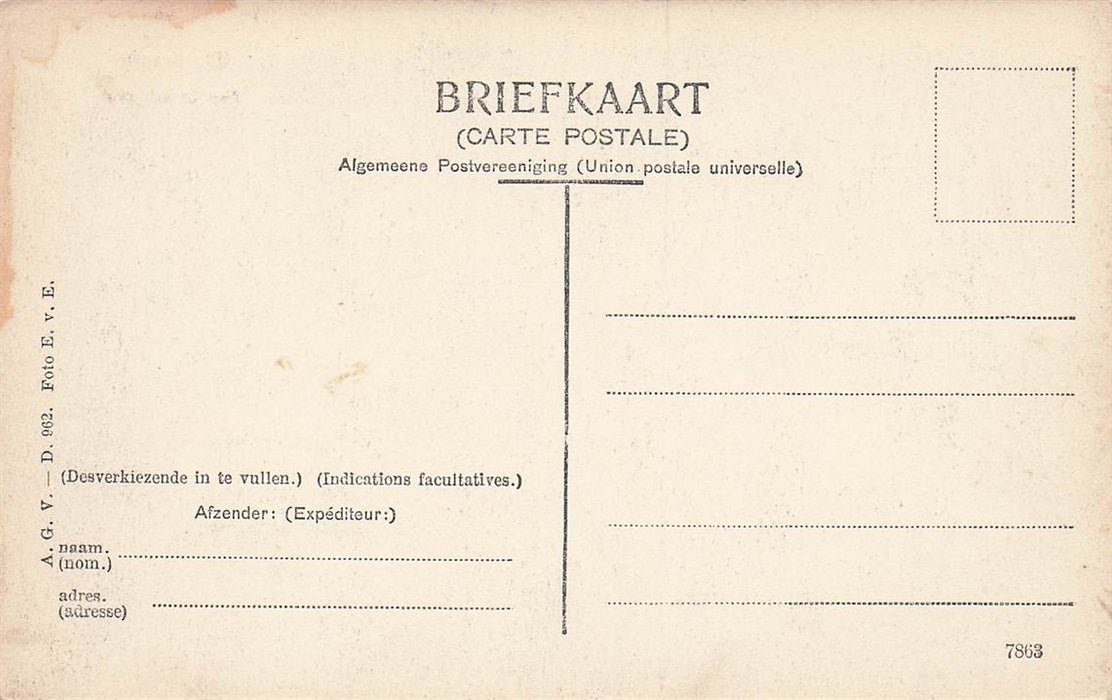 BRIEFKAART
(CARTE POSTALE)
Algemeene Postvereeniging (Union postale universelle)
A. G. V. — D. 962. Foto E. v. E.
(Desverkiezende in te vullen.) (Indications facultatives.)
Afzender: (Expéditeur:)
naam.
(nom.)
adres.
(adresse)
7863